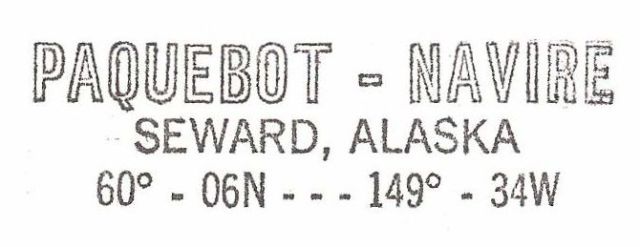 PAQUEBOT - NAVIRE
SEWARD, ALASKA
60° - 06N - - - 149° - 34W